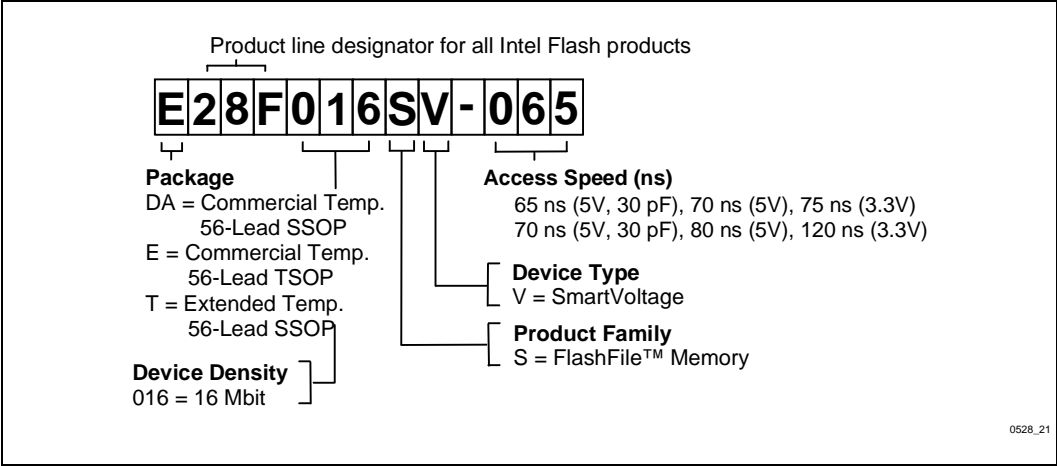 Product line designator for all Intel Flash products
E28F016SV-065
Package
DA = Commercial Temp.
56-Lead SSOP
E = Commercial Temp.
56-Lead TSOP
T = Extended Temp.
56-Lead SSOP
Device Density
016 = 16 Mbit
Access Speed (ns)
65 ns (5V, 30 pF), 70 ns (5V), 75 ns (3.3V)
70 ns (5V, 30 pF), 80 ns (5V), 120 ns (3.3V)
Device Type
V = SmartVoltage
Product Family
S = FlashFile™ Memory
0528_21